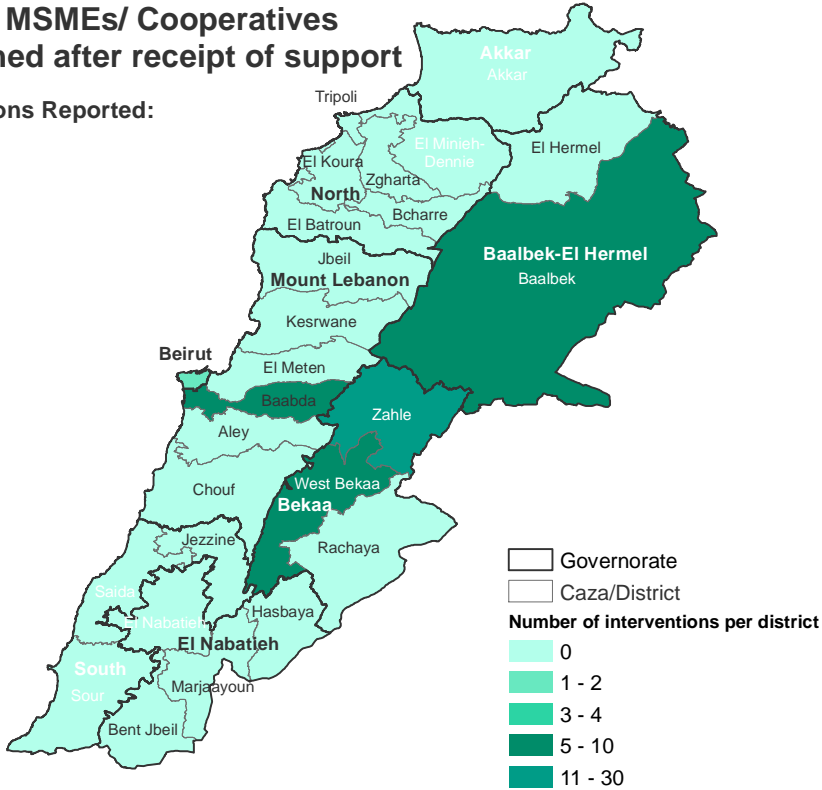 MSMEs/ Cooperatives
ned after receipt of support
ons Reported:
Akkar
Akkar
Tripoli
El Minieh-
Dennie
El Hermel
El Koura
Zgharta
North
Bcharre
El Batroun
Baalbek-El Hermel
Baalbek
Jbeil
Mount Lebanon
Kesrwane
Beirut
El Meten
Baabda
Zahle
Aley
West Bekaa
Chouf
Bekaa
Jezzine
Rachaya
Saida
Hasbaya
El Nabatieh
El Nabatieh
South
Marjaayoun
Sour
Bent Jbeil
Governorate
Caza/District
Number of interventions per district
0
1 - 2
3 - 4
5 - 10
11 - 30